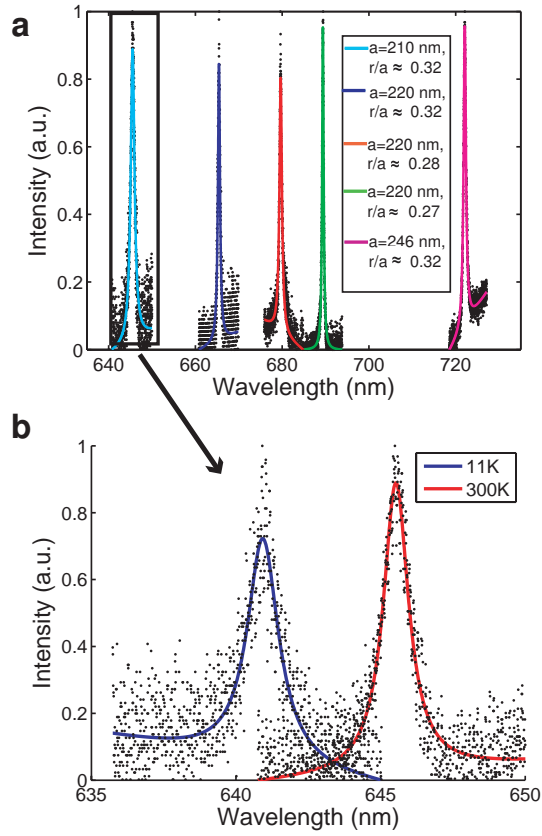 a
Intensity (a.u.)
1
0.8
0.6
0.4
0.2
0
a=210 nm,
r/a ≈ 0.32
a=220 nm,
r/a ≈ 0.32
a=220 nm,
r/a ≈ 0.28
a=220 nm,
r/a ≈ 0.27
a=246 nm,
r/a ≈ 0.32
640 660 680 700 720
Wavelength (nm)
b
Intensity (a.u.)
1
0.8
0.6
0.4
0.2
0
11K
300K
635 640 645 650
Wavelength (nm)